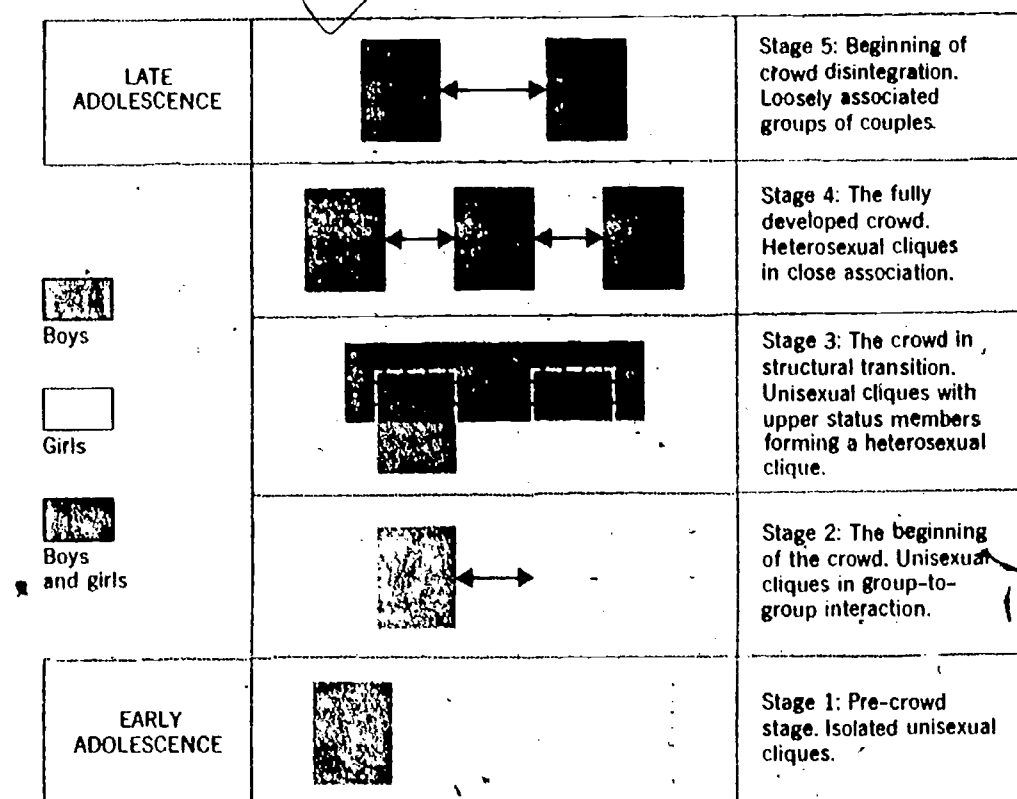 LATE
ADOLESCENCE
Stage 5: Beginning of
crowd disintegration.
Loosely associated
groups of couples.
Stage 4: The fully
developed crowd.
Heterosexual cliques
in close association.
Boys
Girls
Boys
and girls
Stage 3: The crowd in
structural transition.
Unisexual cliques with
upper status members
forming a heterosexual
clique.
Stage 2: The beginning
of the crowd. Unisexual
cliques in group-to-
group interaction.
EARLY
ADOLESCENCE
Stage 1: Pre-crowd
stage. Isolated unisexual
cliques.